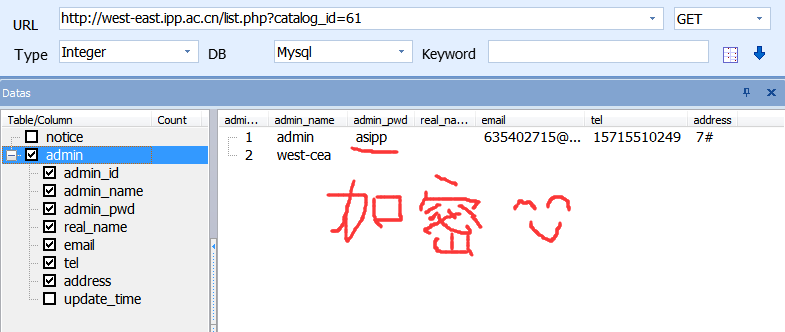 URL http://west-east.ipp.ac.cn/list.php?catalog_id=61 GET
Type Integer DB Mysql Keyword
Datas
Table/Column Count admi... admin_name admin_pwd real_na... email tel address
notice 1 admin asipp 635402715@... 15715510249 7#
admin 2 west-cea
admin_id
admin_name
admin_pwd
real_name
email
tel
address
update_time
加密